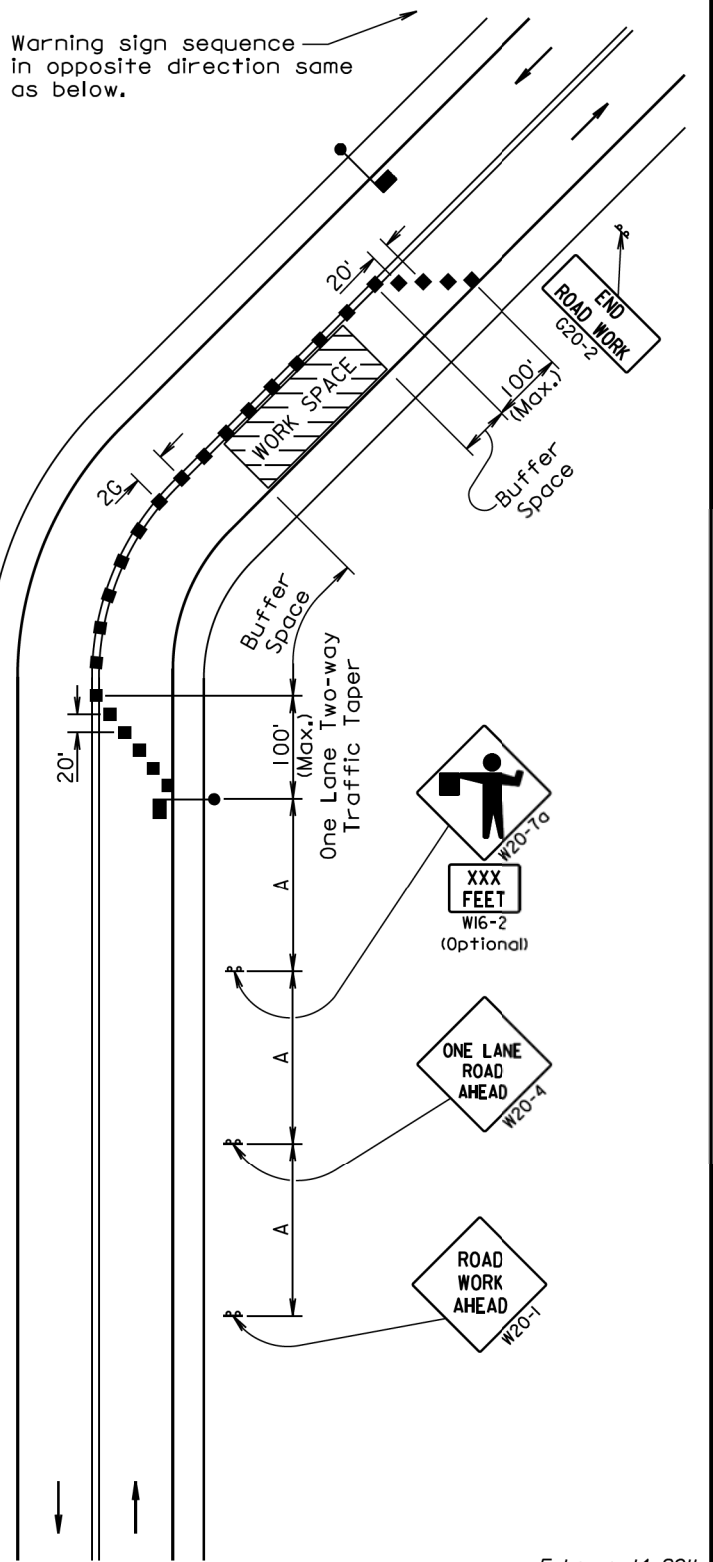 Warning sign sequence
in opposite direction same
as below.
20'
END
ROAD WORK
G20-2
100'
(Max.)
WORK SPACE
Buffer
Space
2G
Buffer
Space
20'
100'
(Max.)
One Lane Two-way
Traffic Taper
W20-7a
XXX
FEET
W16-2
(Optional)
A
A
ONE LANE
ROAD
AHEAD
W20-4
A
ROAD
WORK
AHEAD
W20-1